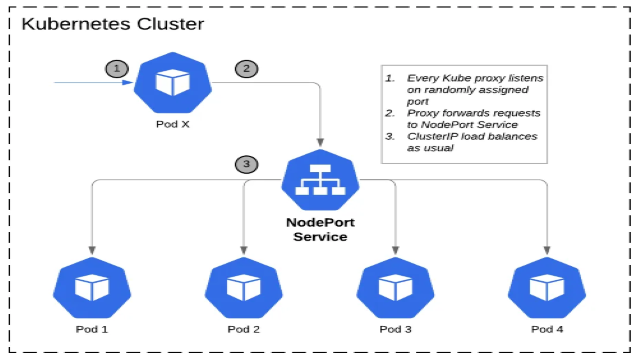 Kubernetes Cluster
1
2
Pod X
1. Every Kube proxy listens
on randomly assigned
port
2. Proxy forwards requests
to NodePort Service
3. ClusterIP load balances
as usual
3
NodePort
Service
Pod 1
Pod 2
Pod 3
Pod 4